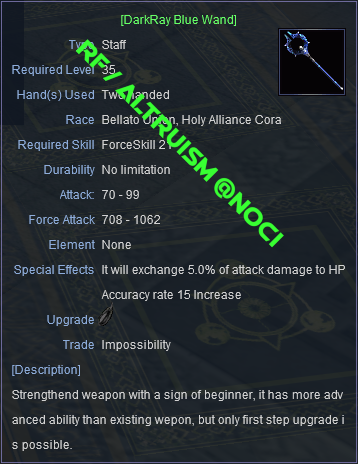 [DarkRay Blue Wand]
Type Staff
Required Level 35
Hand(s) Used Two handed
Race Bellato Union, Holy Alliance Cora
Required Skill ForceSkill 21
Durability No limitation
Attack: 70 - 99
Force Attack 708 - 1062
Element None
Special Effects It will exchange 5.0% of attack damage to HP
Accuracy rate 15 Increase
Upgrade
Trade Impossibility
[Description]
Strengthend weapon with a sign of beginner, it has more adv
anced ability than existing wepon, but only first step upgrade i
s possible.
RF/ ALTRUISM @NOCI